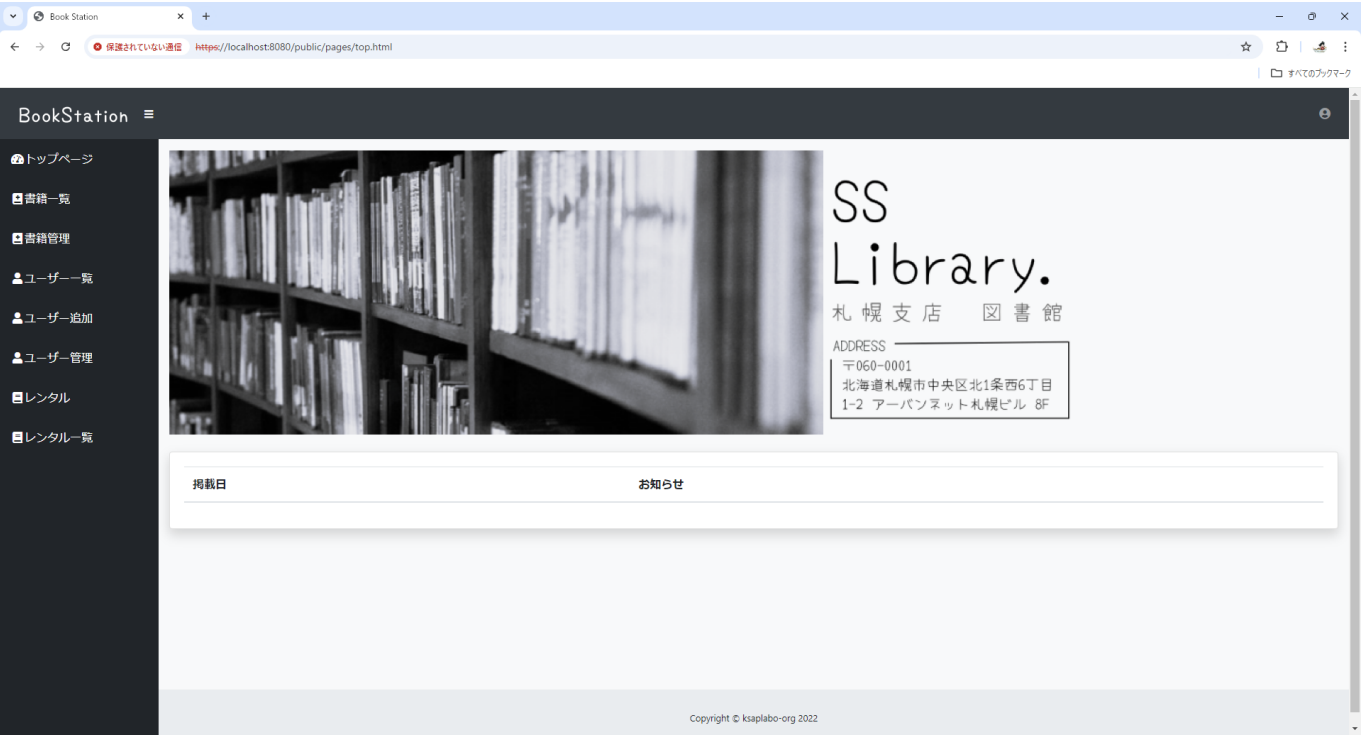 Book Station
保護されていない通信 https://localhost:8080/public/pages/top.html
すべてのブックマーク
BookStation
トップページ
書籍一覧
書籍管理
ユーザー一覧
ユーザー追加
ユーザー管理
レンタル
レンタル一覧
SS
Library.
札幌支店 図書館
ADDRESS
〒060-0001
北海道札幌市中央区北1条西6丁目
1-2 アーバンネット札幌ビル 8F
掲載日 お知らせ
Copyright © ksaplabo-org 2022